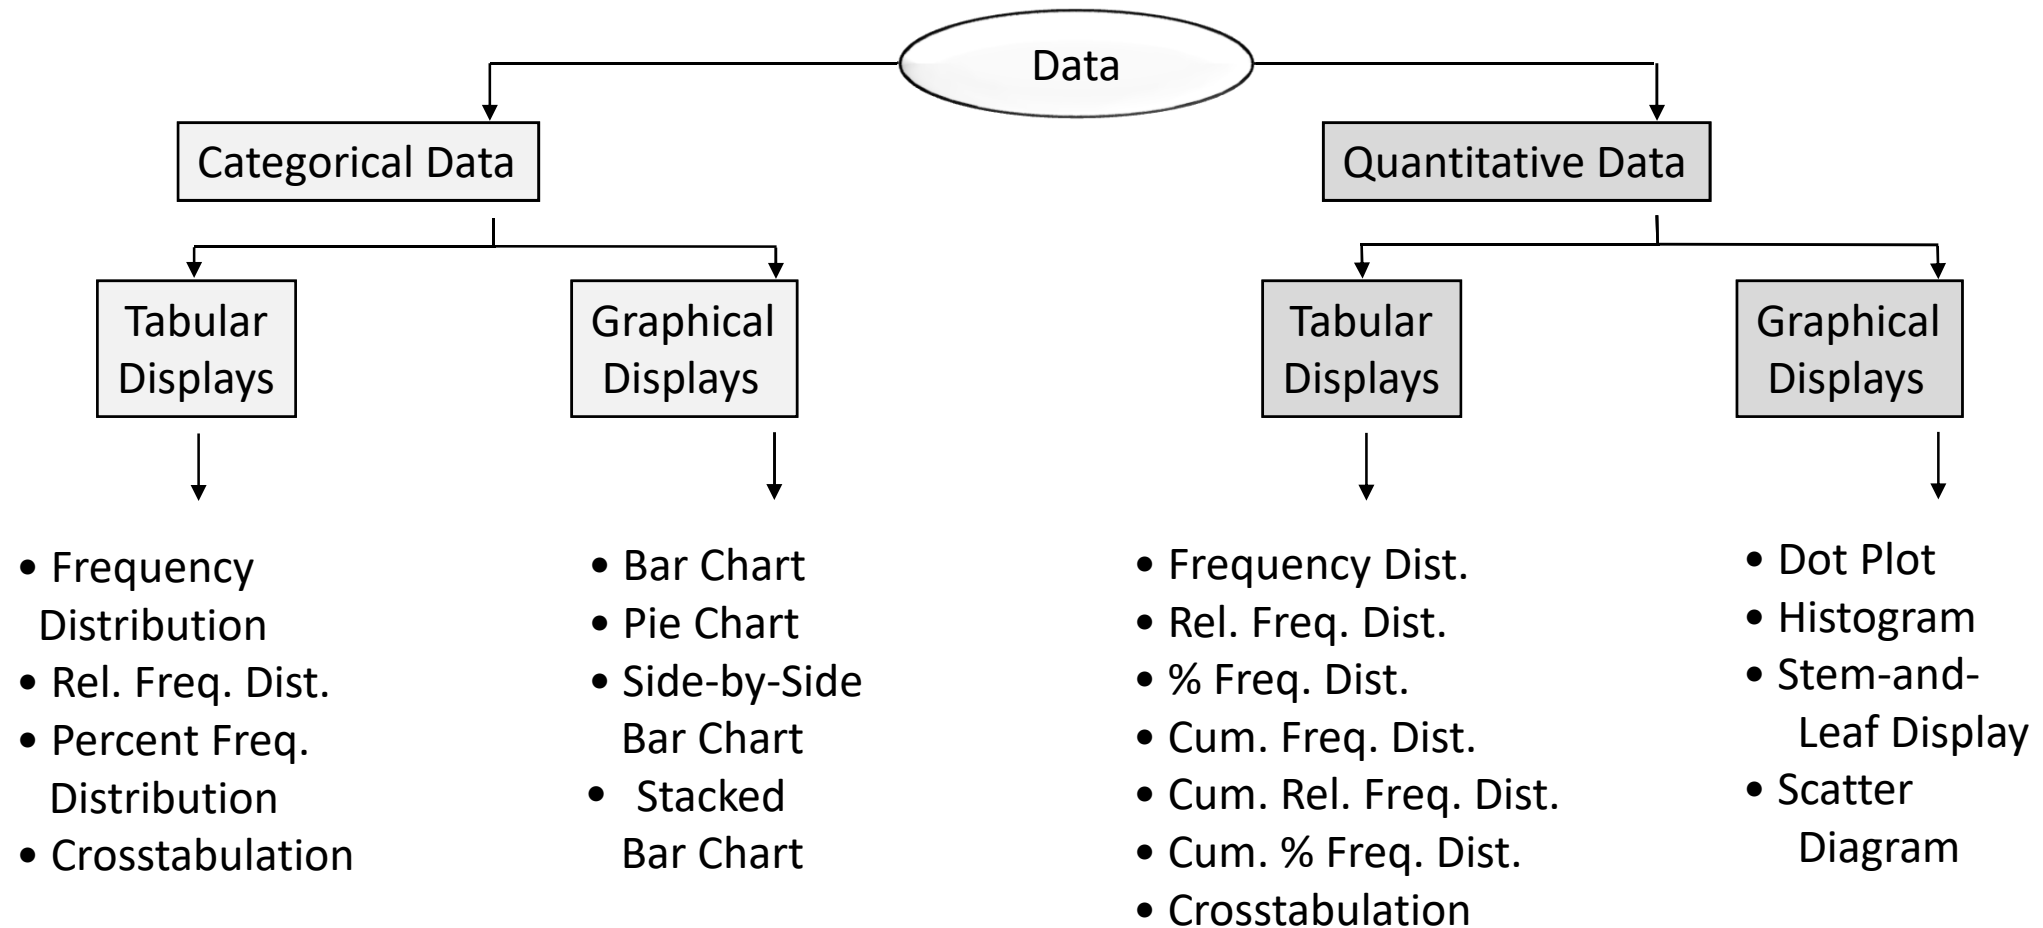 Data
Categorical Data
Quantitative Data
Tabular
Displays
Graphical
Displays
Tabular
Displays
Graphical
Displays
• Frequency
Distribution
• Rel. Freq. Dist.
• Percent Freq.
Distribution
• Crosstabulation
• Bar Chart
• Pie Chart
• Side-by-Side
Bar Chart
• Stacked
Bar Chart
• Frequency Dist.
• Rel. Freq. Dist.
• % Freq. Dist.
• Cum. Freq. Dist.
• Cum. Rel. Freq. Dist.
• Cum. % Freq. Dist.
• Crosstabulation
• Dot Plot
• Histogram
• Stem-and-
Leaf Display
• Scatter
Diagram